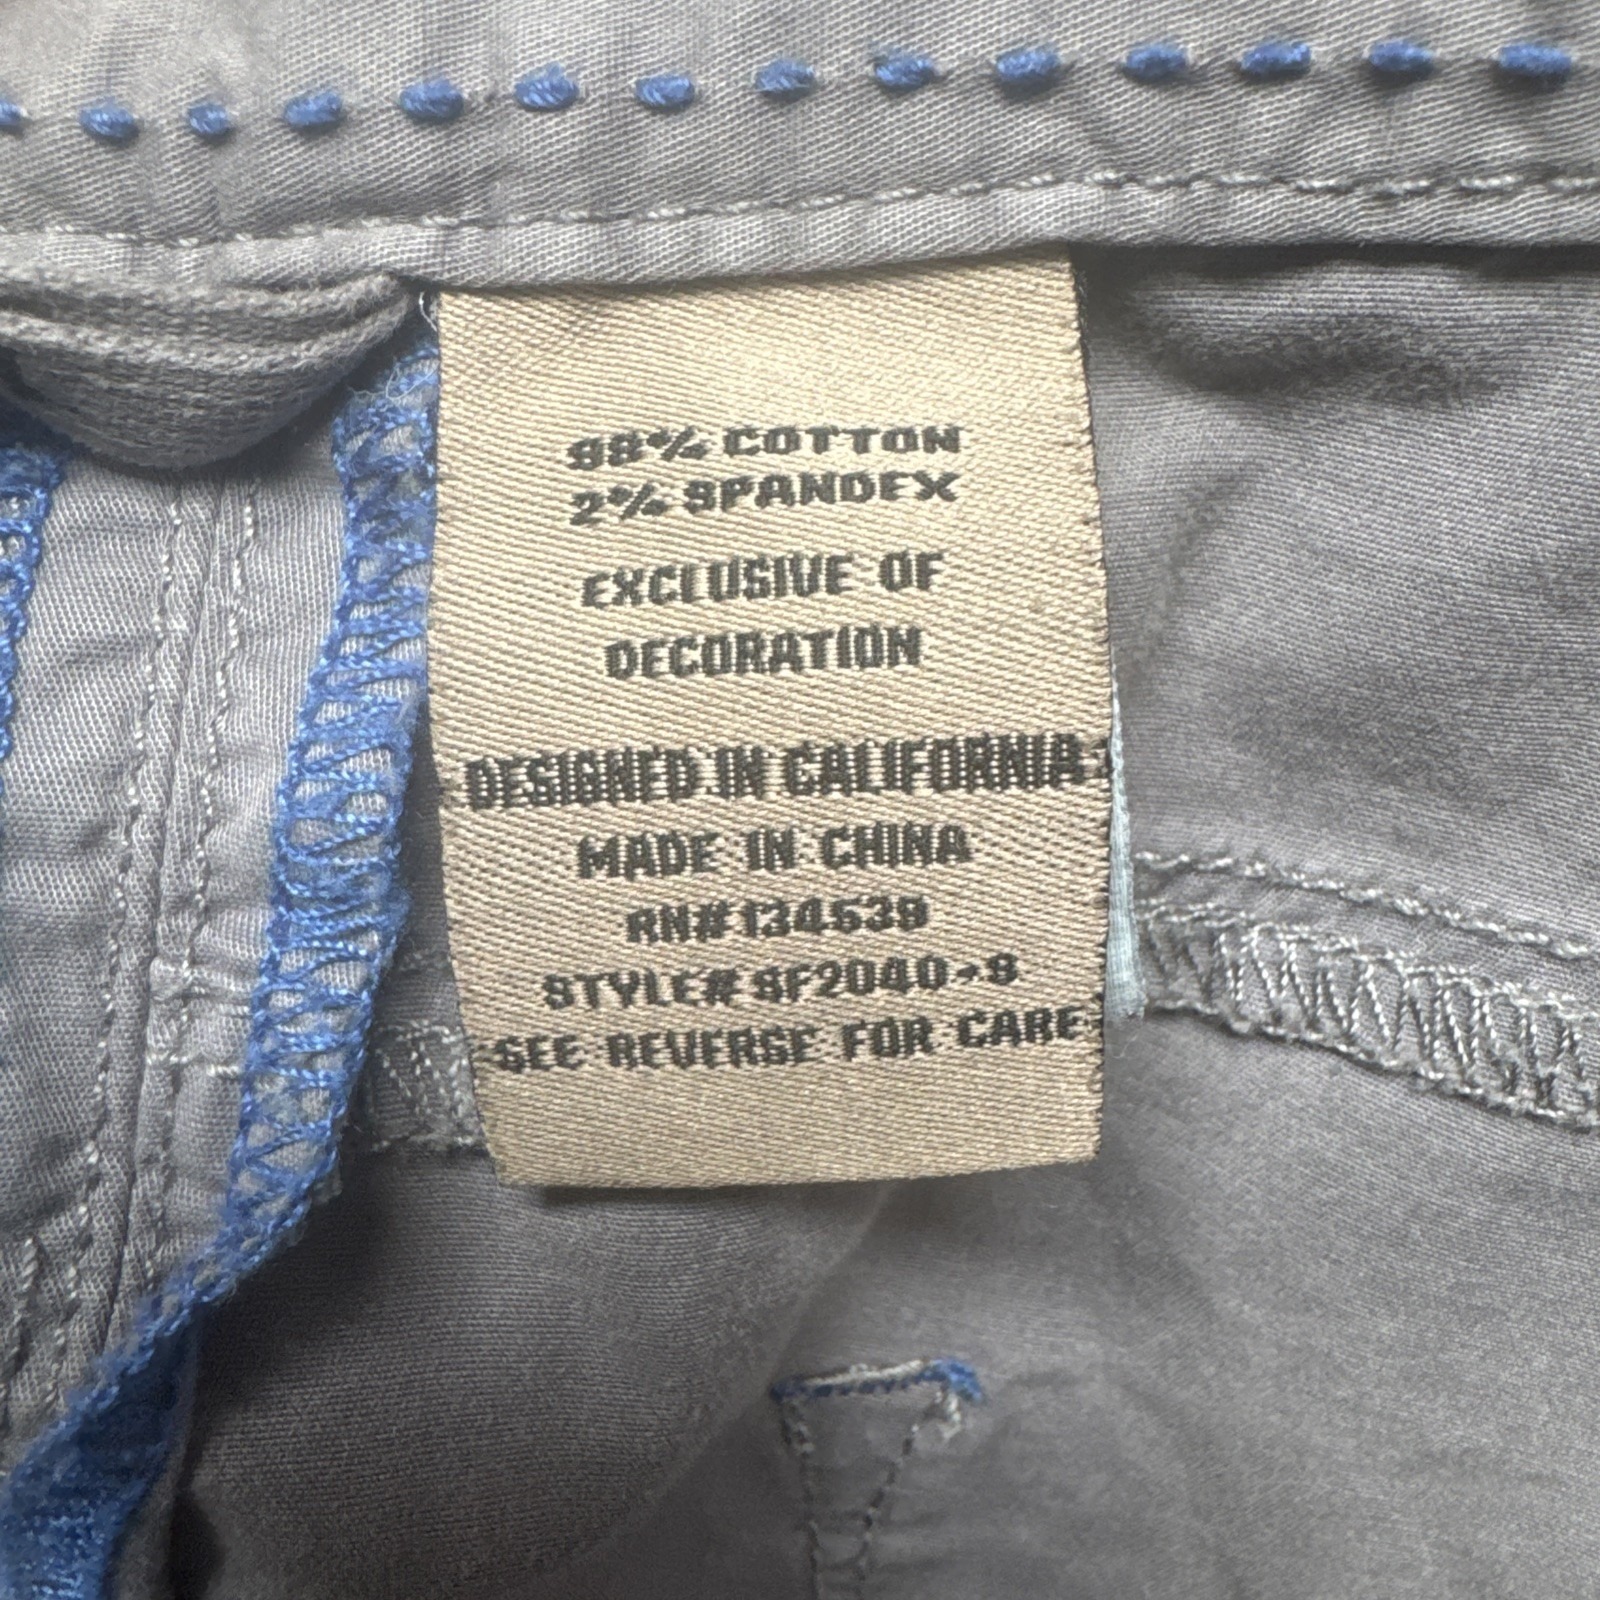 98% COTTON
2% SPANDEX
EXCLUSIVE OF
DECORATION
DESIGNED IN CALIFORNIA
MADE IN CHINA
RN#134539
STYLE# SF2040-S
SEE REVERSE FOR CARE